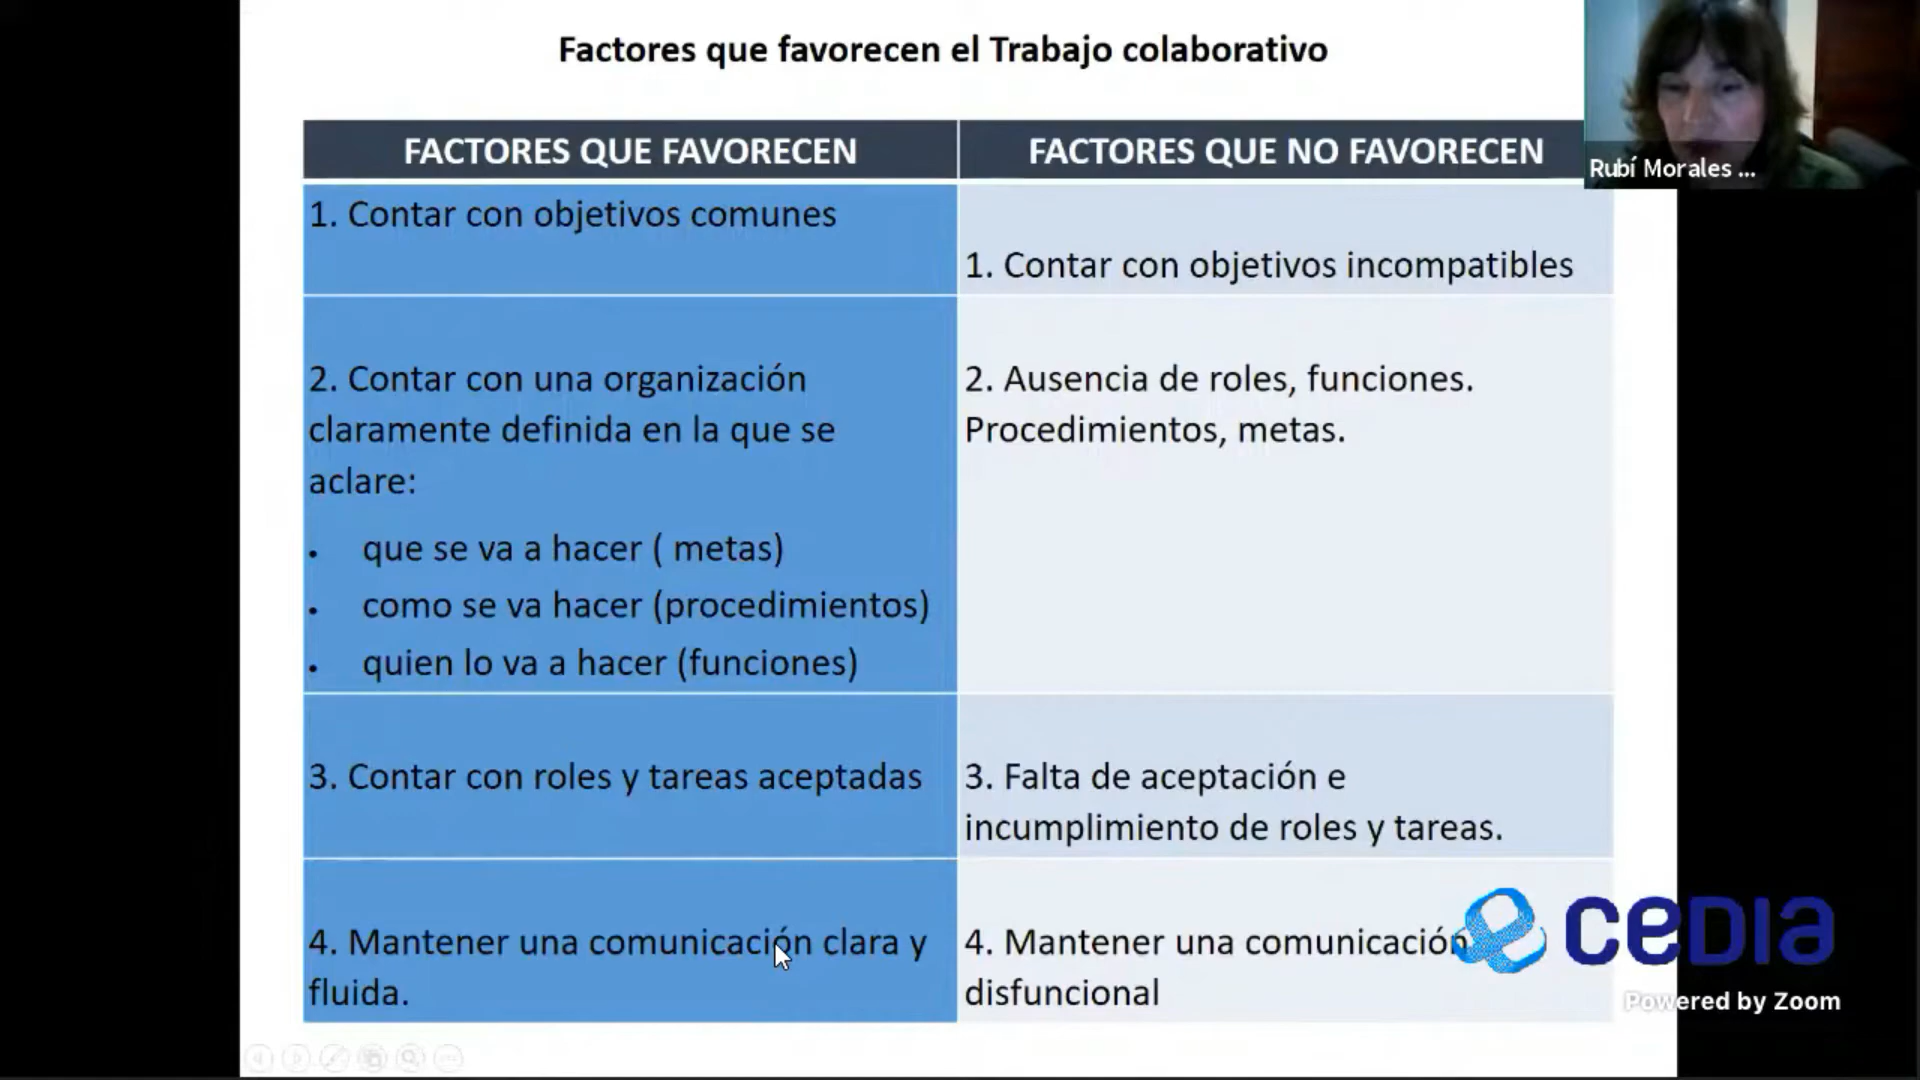 Factores que favorecen el Trabajo colaborativo
FACTORES QUE FAVORECEN
FACTORES QUE NO FAVORECEN
1. Contar con objetivos comunes
1. Contar con objetivos incompatibles
2. Contar con una organización
claramente definida en la que se
aclare:
• que se va a hacer ( metas)
• como se va hacer (procedimientos)
• quien lo va a hacer (funciones)
2. Ausencia de roles, funciones.
Procedimientos, metas.
3. Contar con roles y tareas aceptadas
3. Falta de aceptación e
incumplimiento de roles y tareas.
4. Mantener una comunicación clara y
fluida.
4. Mantener una comunicación
disfuncional
Rubí Morales ...
CEDIA
Powered by Zoom